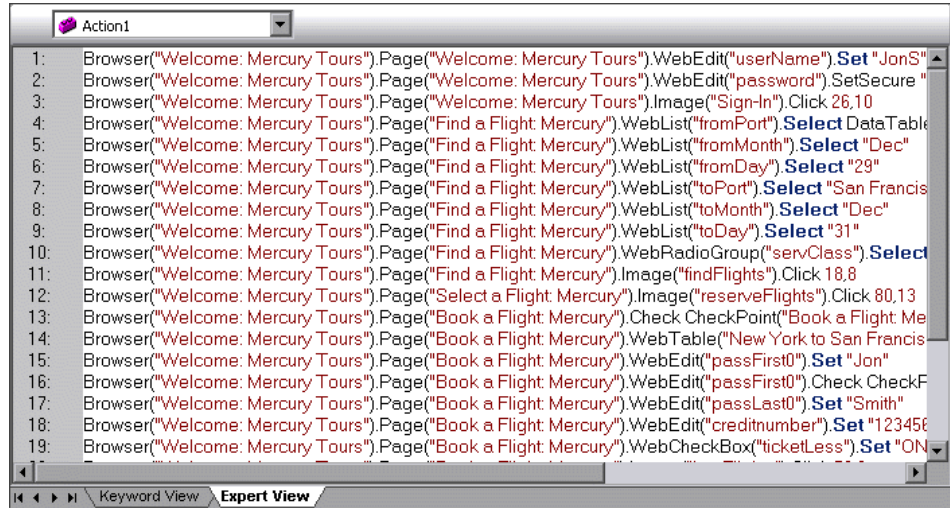 Action1
1: Browser("Welcome: Mercury Tours").Page("Welcome: Mercury Tours").WebEdit("userName").Set "JonS"
2: Browser("Welcome: Mercury Tours").Page("Welcome: Mercury Tours").WebEdit("password").SetSecure "
3: Browser("Welcome: Mercury Tours").Page("Welcome: Mercury Tours").Image("Sign-In").Click 26,10
4: Browser("Welcome: Mercury Tours").Page("Find a Flight: Mercury").WebList("fromPort").Select DataTable
5: Browser("Welcome: Mercury Tours").Page("Find a Flight: Mercury").WebList("fromMonth").Select "Dec"
6: Browser("Welcome: Mercury Tours").Page("Find a Flight: Mercury").WebList("fromDay").Select "29"
7: Browser("Welcome: Mercury Tours").Page("Find a Flight: Mercury").WebList("toPort").Select "San Francis
8: Browser("Welcome: Mercury Tours").Page("Find a Flight: Mercury").WebList("toMonth").Select "Dec"
9: Browser("Welcome: Mercury Tours").Page("Find a Flight: Mercury").WebList("toDay").Select "31"
10: Browser("Welcome: Mercury Tours").Page("Find a Flight: Mercury").WebRadioGroup("servClass").Select
11: Browser("Welcome: Mercury Tours").Page("Find a Flight: Mercury").Image("findFlights").Click 18,8
12: Browser("Welcome: Mercury Tours").Page("Select a Flight: Mercury").Image("reserveFlights").Click 80,13
13: Browser("Welcome: Mercury Tours").Page("Book a Flight: Mercury").Check CheckPoint("Book a Flight: Me
14: Browser("Welcome: Mercury Tours").Page("Book a Flight: Mercury").WebTable("New York to San Francis
15: Browser("Welcome: Mercury Tours").Page("Book a Flight: Mercury").WebEdit("passFirst0").Set "Jon"
16: Browser("Welcome: Mercury Tours").Page("Book a Flight: Mercury").WebEdit("passFirst0").Check CheckP
17: Browser("Welcome: Mercury Tours").Page("Book a Flight: Mercury").WebEdit("passLast0").Set "Smith"
18: Browser("Welcome: Mercury Tours").Page("Book a Flight: Mercury").WebEdit("creditnumber").Set "123456
19: Browser("Welcome: Mercury Tours").Page("Book a Flight: Mercury").WebCheckBox("ticketLess").Set "ON
Keyword View Expert View